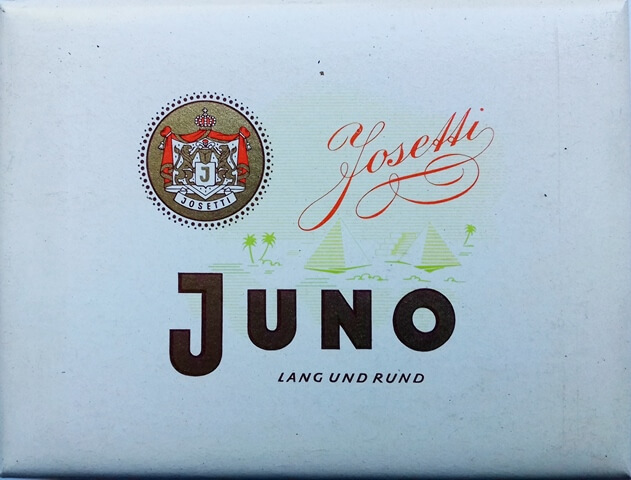 J
JOSETTI
Josetti
JUNO
LANG UND RUND